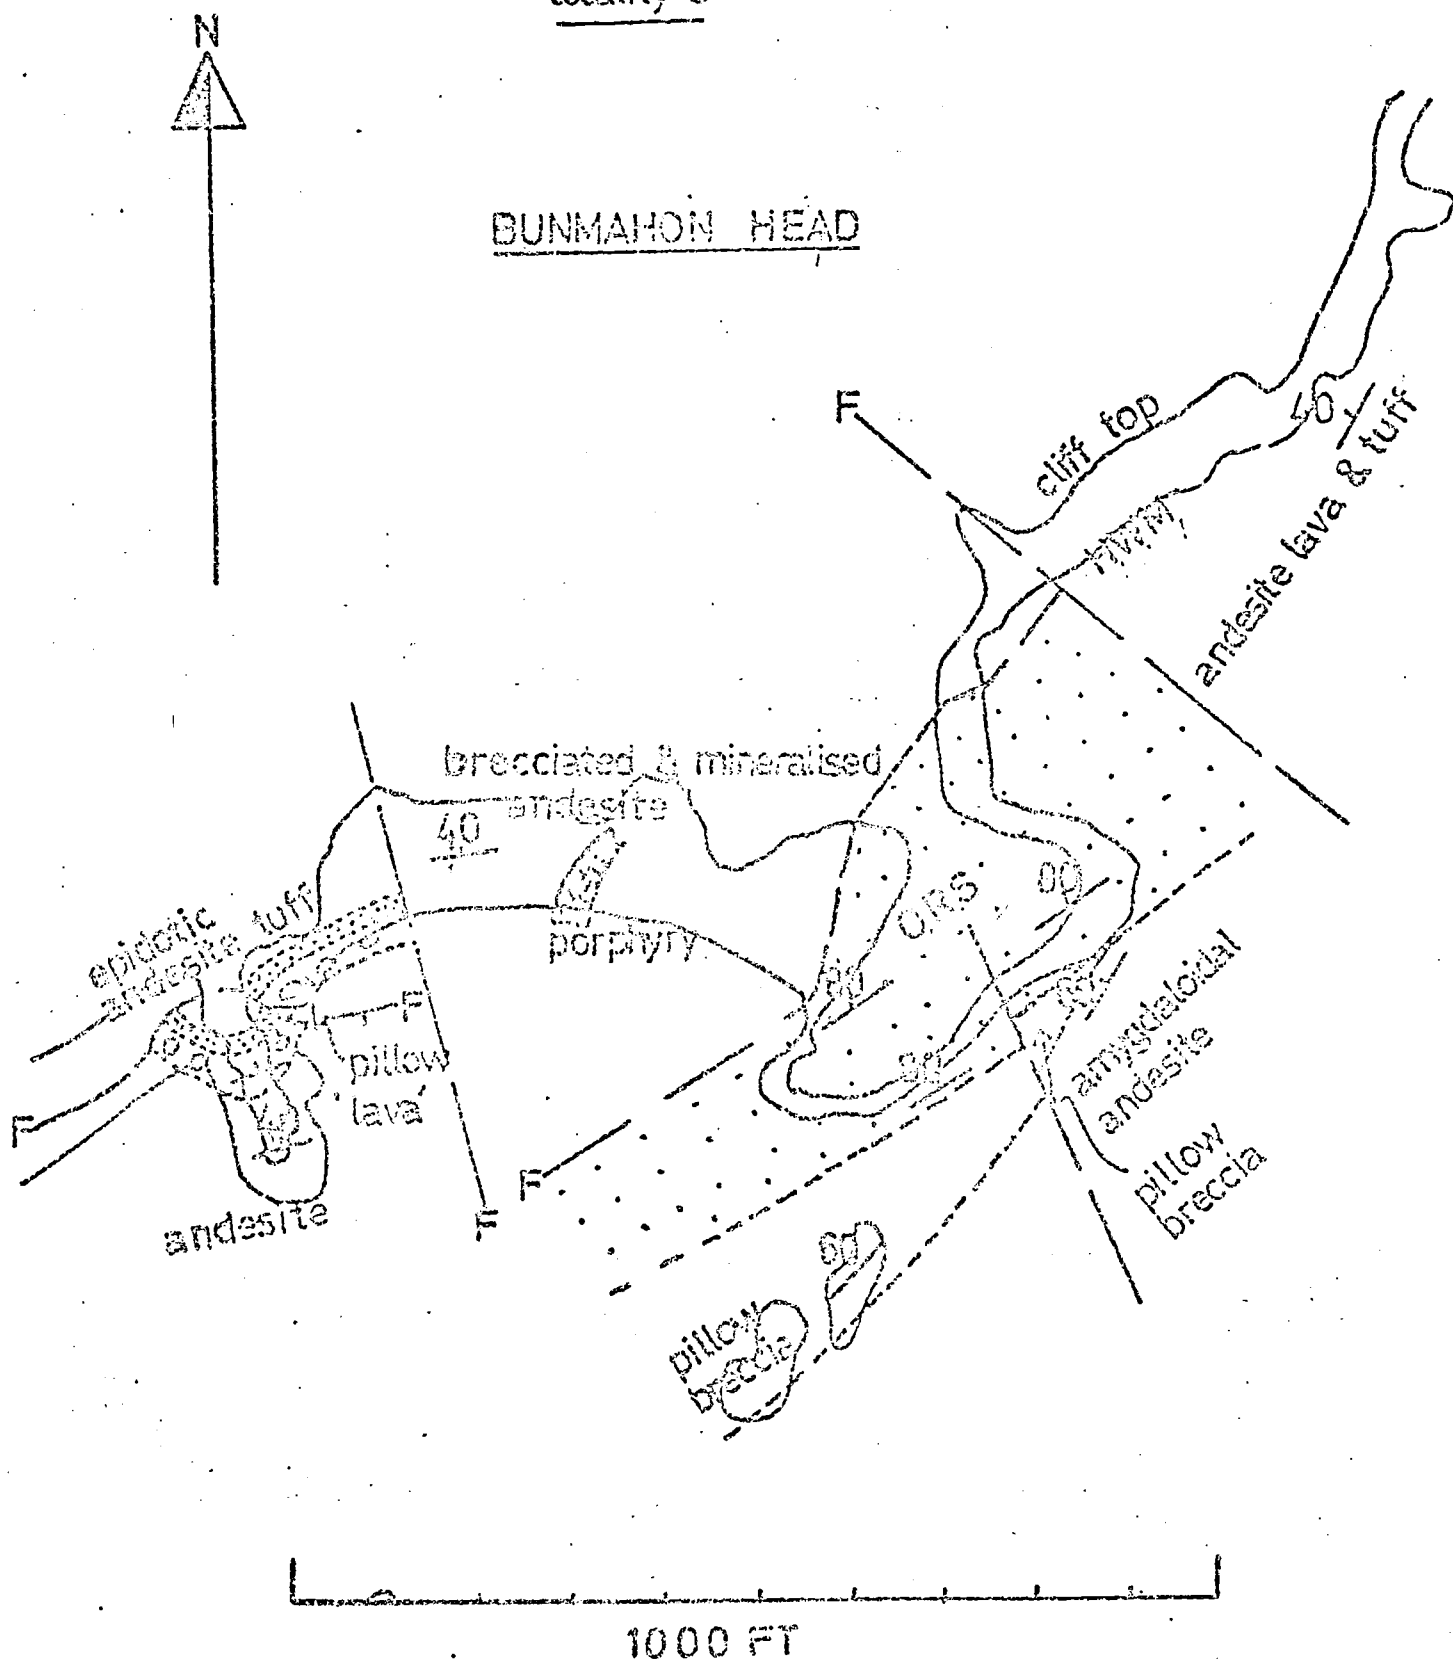 locality
N
BUNMAHON HEAD
F
cliff top
40
HWM
andesite lava & tuff
brecciated & mineralised
andesite
40
epidotic
andesite tuff
porphyry
ORS
80
80
80
F
pillow
lava
F
F
F
andesite
amygdaloidal
andesite
pillow
breccia
60
pillow
breccia
1000 FT